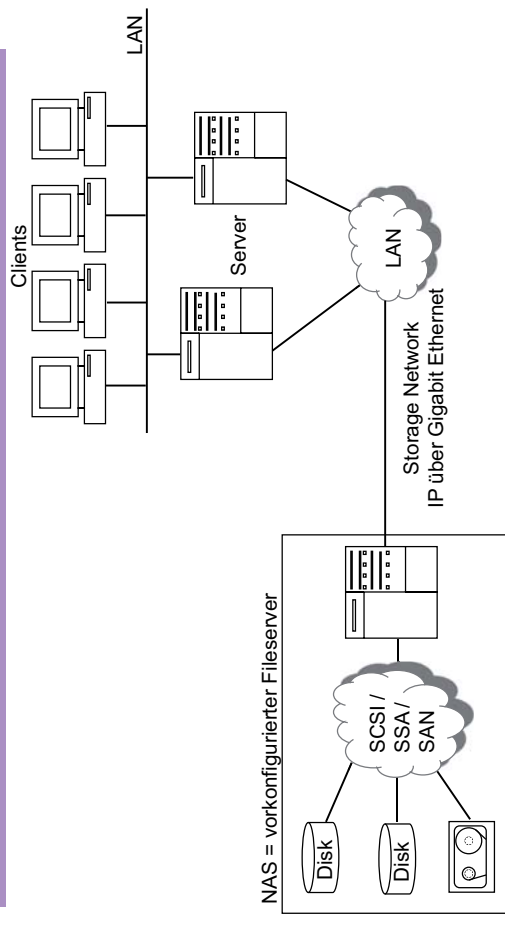 Clients
LAN
Server
LAN
Storage Network
IP über Gigabit Ethernet
NAS = vorkonfigurierter Fileserver
SCSI /
SSA /
SAN
Disk
Disk